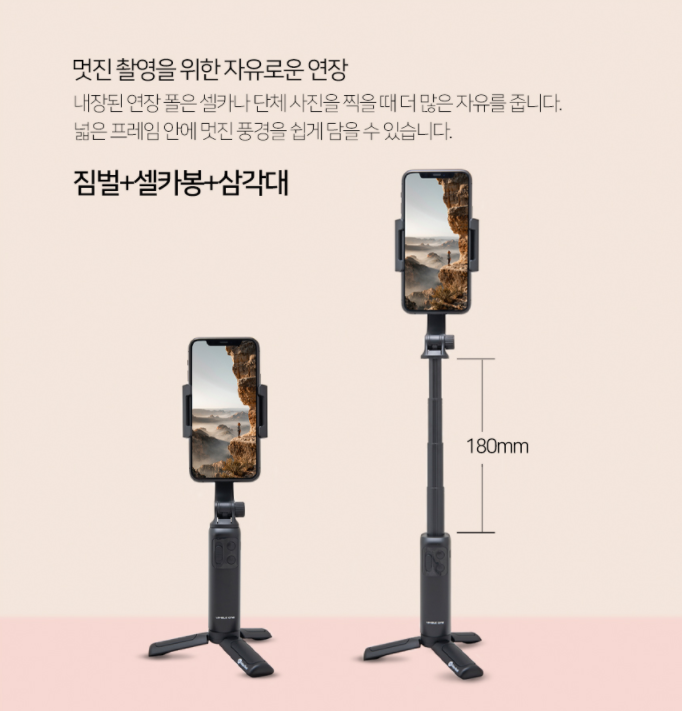 멋진 촬영을 위한 자유로운 연장
내장된 연장 폴은 셀카나 단체 사진을 찍을 때 더 많은 자유를 줍니다.
넓은 프레임 안에 멋진 풍경을 쉽게 담을 수 있습니다.
짐벌+셀카봉+삼각대
180mm